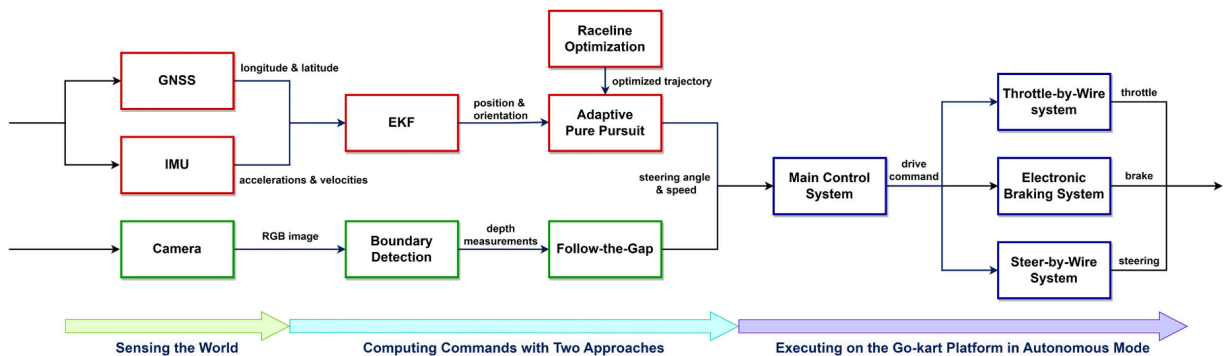 Raceline
Optimization
GNSS
longitude & latitude
optimized trajectory
EKF
position &
orientation
Adaptive
Pure Pursuit
IMU
accelerations & velocities
steering angle
& speed
Main Control
System
drive
command
Throttle-by-Wire
system
throttle
Electronic
Braking System
brake
Steer-by-Wire
System
steering
Camera
RGB image
Boundary
Detection
depth
measurements
Follow-the-Gap
Sensing the World
Computing Commands with Two Approaches
Executing on the Go-kart Platform in Autonomous Mode